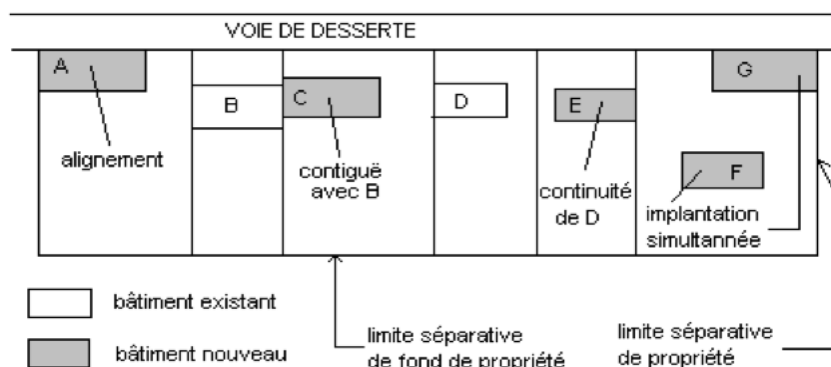 VOIE DE DESSERTE
A
B
C
D
E
G
F
alignement
contiguë
avec B
continuité
de D
implantation
simultannée
bâtiment existant
bâtiment nouveau
limite séparative
de fond de propriété
limite séparative
de propriété